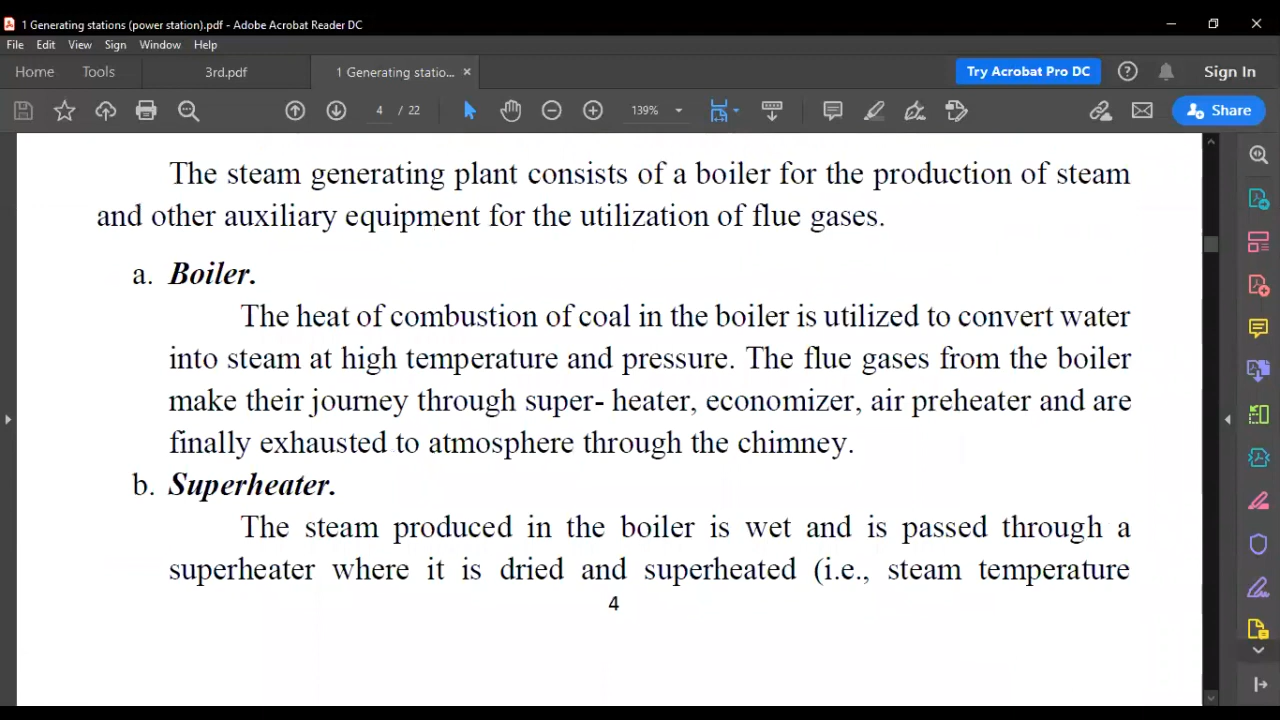 1 Generating stations (power station).pdf - Adobe Acrobat Reader DC
File Edit View Sign Window Help
Home Tools 3rd.pdf 1 Generating statio... × Try Acrobat Pro DC Sign In
4 / 22 139% Share
The steam generating plant consists of a boiler for the production of steam
and other auxiliary equipment for the utilization of flue gases.
a. Boiler.
The heat of combustion of coal in the boiler is utilized to convert water
into steam at high temperature and pressure. The flue gases from the boiler
make their journey through super- heater, economizer, air preheater and are
finally exhausted to atmosphere through the chimney.
b. Superheater.
The steam produced in the boiler is wet and is passed through a
superheater where it is dried and superheated (i.e., steam temperature
4